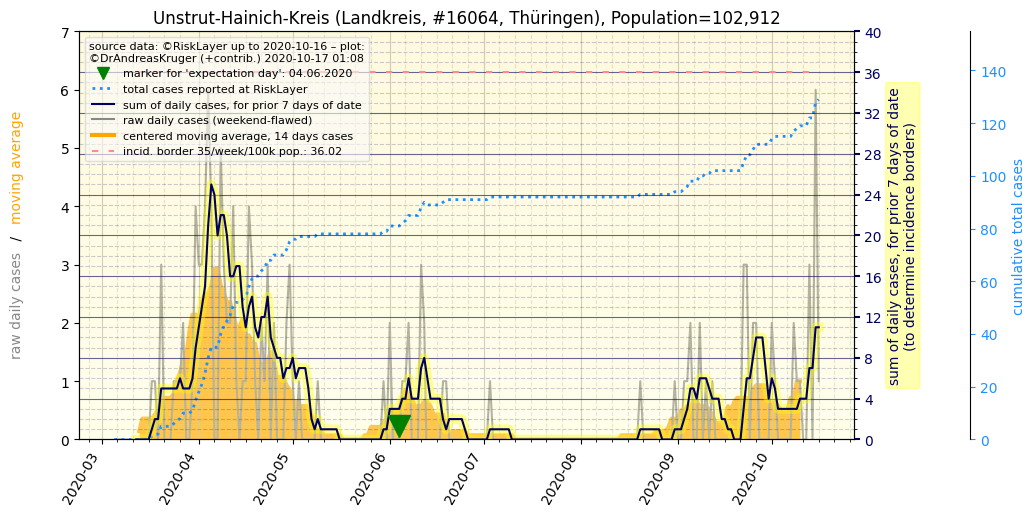 Unstrut-Hainich-Kreis (Landkreis, #16064, Thüringen), Population=102,912
source data: ©RiskLayer up to 2020-10-16 – plot:
©DrAndreasKruger (+contrib.) 2020-10-17 01:08
marker for 'expectation day': 04.06.2020
total cases reported at RiskLayer
sum of daily cases, for prior 7 days of date
raw daily cases (weekend-flawed)
centered moving average, 14 days cases
incid. border 35/week/100k pop.: 36.02
raw daily cases / moving average
7
6
5
4
3
2
1
0
40
36
32
28
24
20
16
12
8
4
0
sum of daily cases, for prior 7 days of date
(to determine incidence borders)
140
120
100
80
60
40
20
0
cumulative total cases
2020-03
2020-04
2020-05
2020-06
2020-07
2020-08
2020-09
2020-10